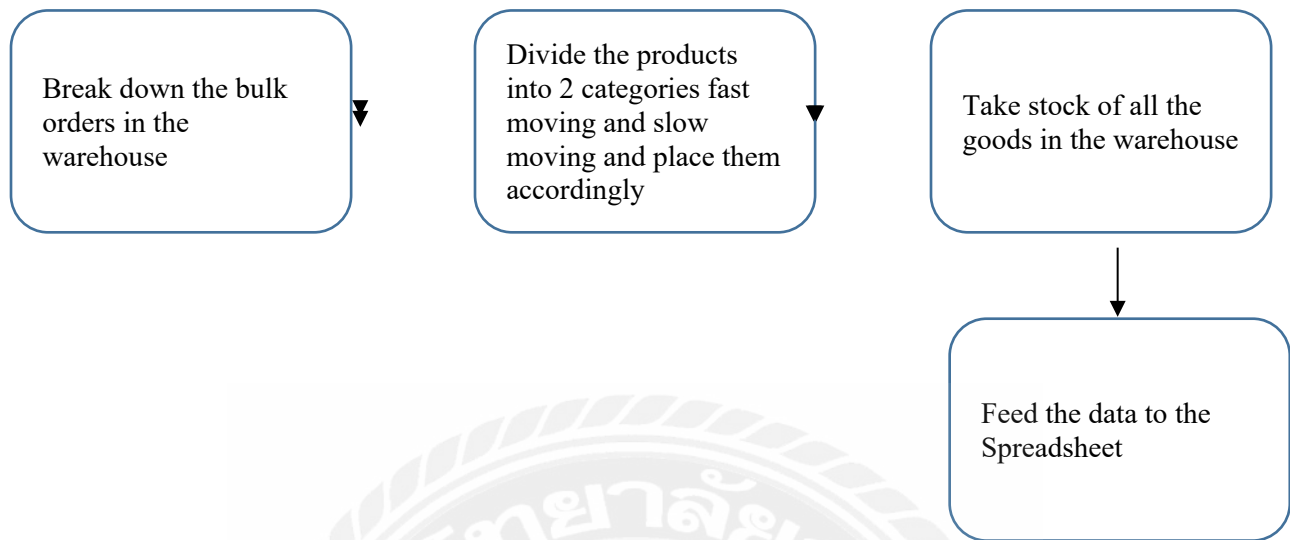 Break down the bulk
orders in the
warehouse
Divide the products
into 2 categories fast
moving and slow
moving and place them
accordingly
Take stock of all the
goods in the warehouse
Feed the data to the
Spreadsheet